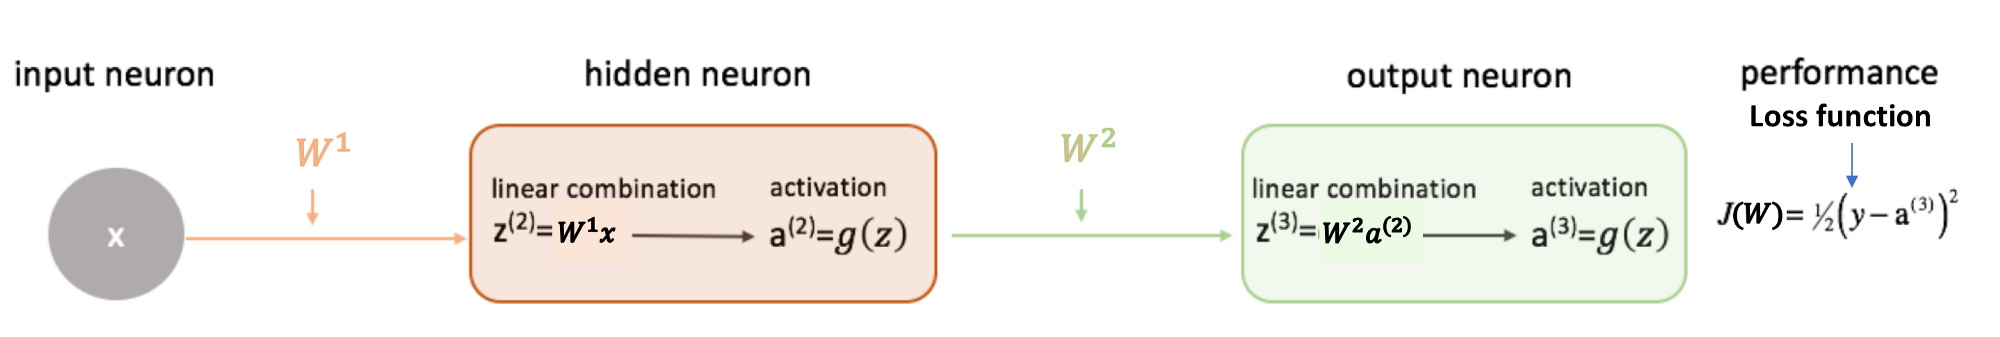 input neuron
hidden neuron
output neuron
performance
Loss function
W¹
W²
x
linear combination
activation
z⁽²⁾=W¹x
a⁽²⁾=g(z)
linear combination
activation
z⁽³⁾=W²a⁽²⁾
a⁽³⁾=g(z)
J(W)= ½(y−a⁽³⁾)²